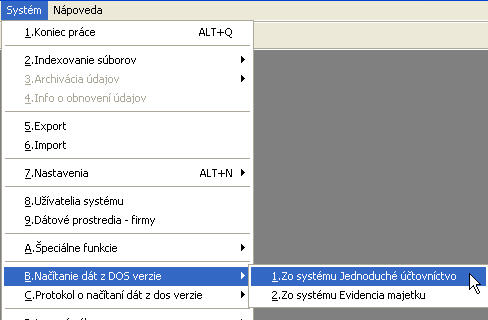 Systém Nápoveda
1.Koniec práce ALT+Q
2.Indexovanie súborov
3.Archivácia údajov
4.Info o obnovení údajov
5.Export
6.Import
7.Nastavenia ALT+N
8.Užívatelia systému
9.Dátové prostredia - firmy
A.Špeciálne funkcie
B.Načítanie dát z DOS verzie
1.Zo systému Jednoduché účtovníctvo
C.Protokol o načítaní dát z dos verzie
2.Zo systému Evidencia majetku